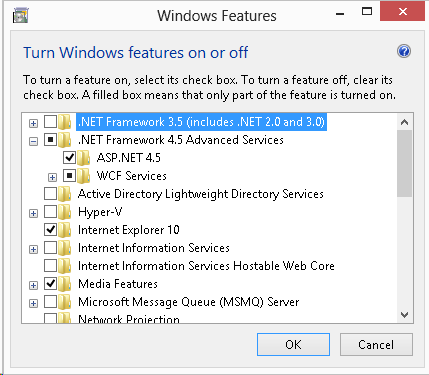 Windows Features
Turn Windows features on or off
To turn a feature on, select its check box. To turn a feature off, clear its
check box. A filled box means that only part of the feature is turned on.
.NET Framework 3.5 (includes .NET 2.0 and 3.0)
.NET Framework 4.5 Advanced Services
ASP.NET 4.5
WCF Services
Active Directory Lightweight Directory Services
Hyper-V
Internet Explorer 10
Internet Information Services
Internet Information Services Hostable Web Core
Media Features
Microsoft Message Queue (MSMQ) Server
Network Projection
OK
Cancel